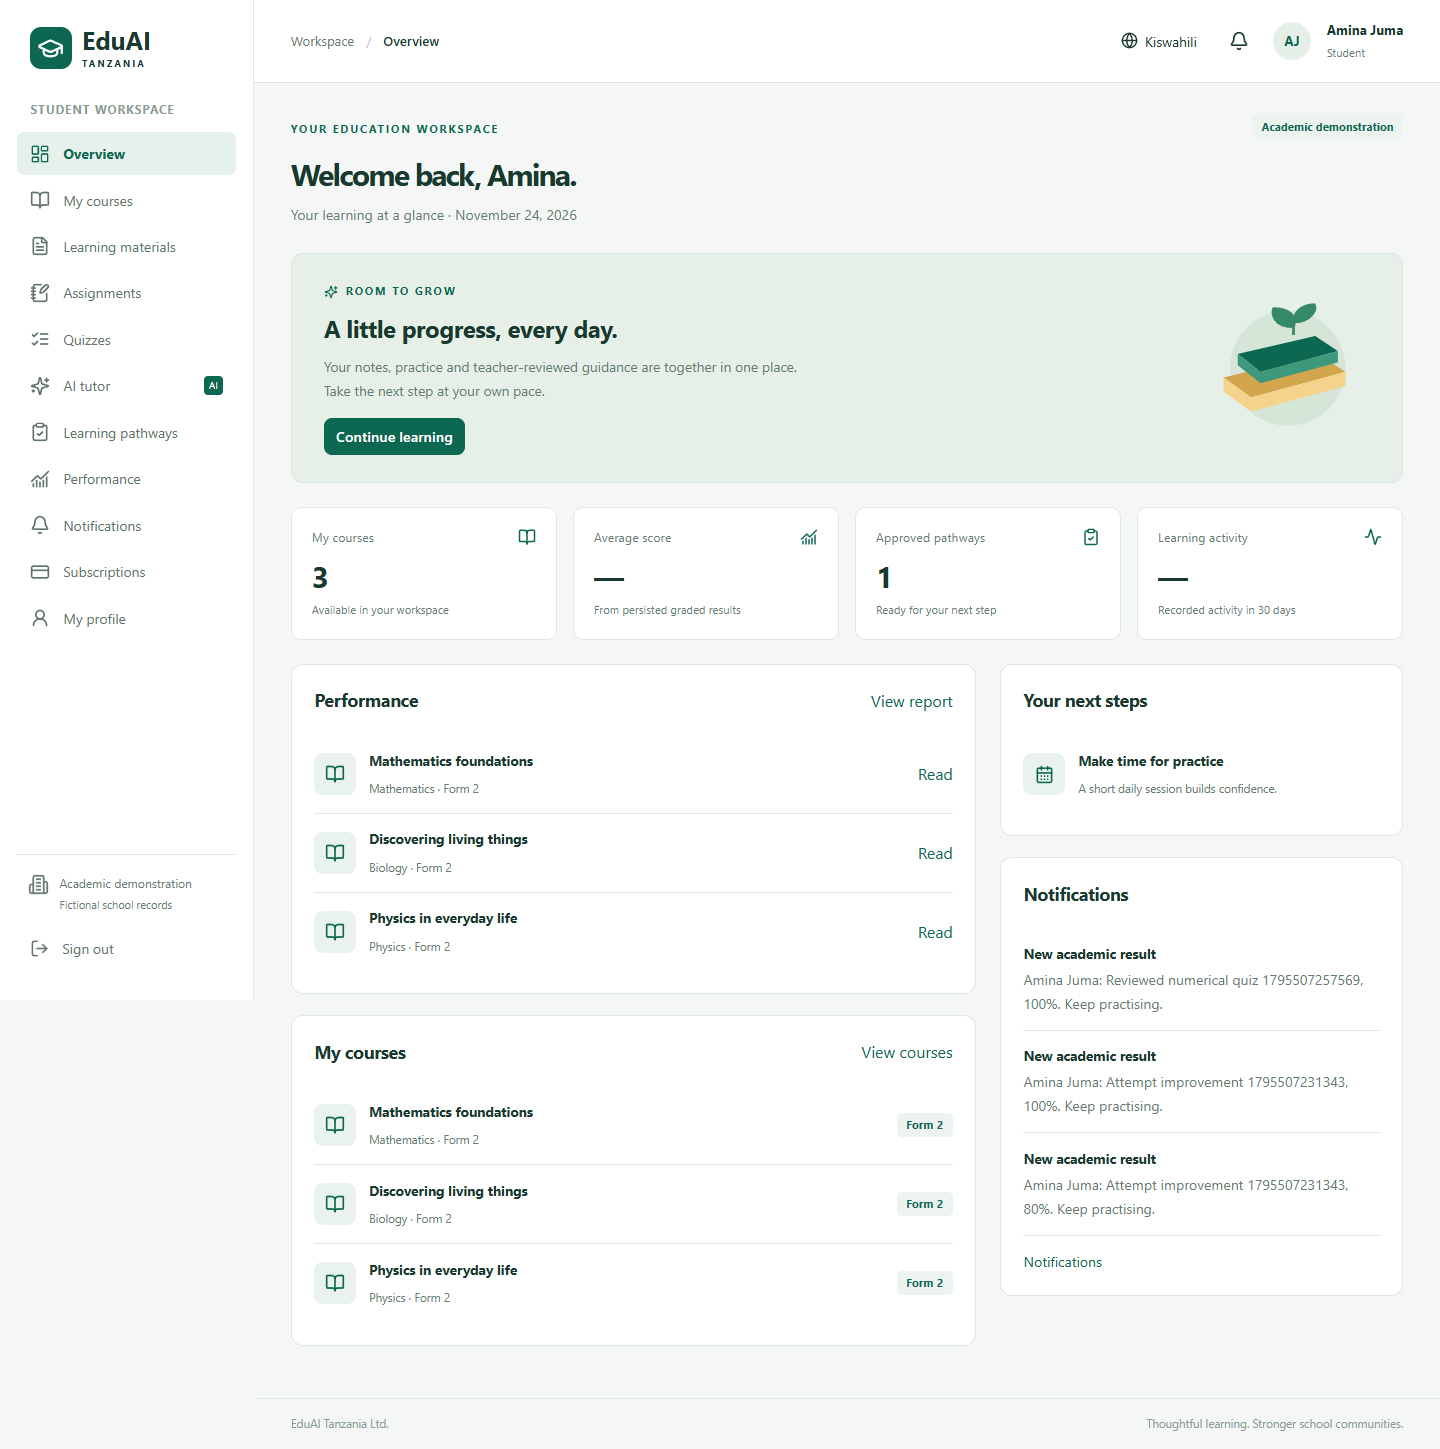 EduAI
TANZANIA
STUDENT WORKSPACE
Overview
My courses
Learning materials
Assignments
Quizzes
AI tutor AI
Learning pathways
Performance
Notifications
Subscriptions
My profile
Academic demonstration
Fictional school records
Sign out
Workspace / Overview
Kiswahili
AJ
Amina Juma
Student
YOUR EDUCATION WORKSPACE
Academic demonstration
Welcome back, Amina.
Your learning at a glance · November 24, 2026
ROOM TO GROW
A little progress, every day.
Your notes, practice and teacher-reviewed guidance are together in one place.
Take the next step at your own pace.
Continue learning
My courses
3
Available in your workspace
Average score
—
From persisted graded results
Approved pathways
1
Ready for your next step
Learning activity
—
Recorded activity in 30 days
Performance
View report
Mathematics foundations
Mathematics · Form 2
Read
Discovering living things
Biology · Form 2
Read
Physics in everyday life
Physics · Form 2
Read
My courses
View courses
Mathematics foundations
Mathematics · Form 2
Form 2
Discovering living things
Biology · Form 2
Form 2
Physics in everyday life
Physics · Form 2
Form 2
Your next steps
Make time for practice
A short daily session builds confidence.
Notifications
New academic result
Amina Juma: Reviewed numerical quiz 1795507257569,
100%. Keep practising.
New academic result
Amina Juma: Attempt improvement 1795507231343,
100%. Keep practising.
New academic result
Amina Juma: Attempt improvement 1795507231343,
80%. Keep practising.
Notifications
EduAI Tanzania Ltd.
Thoughtful learning. Stronger school communities.